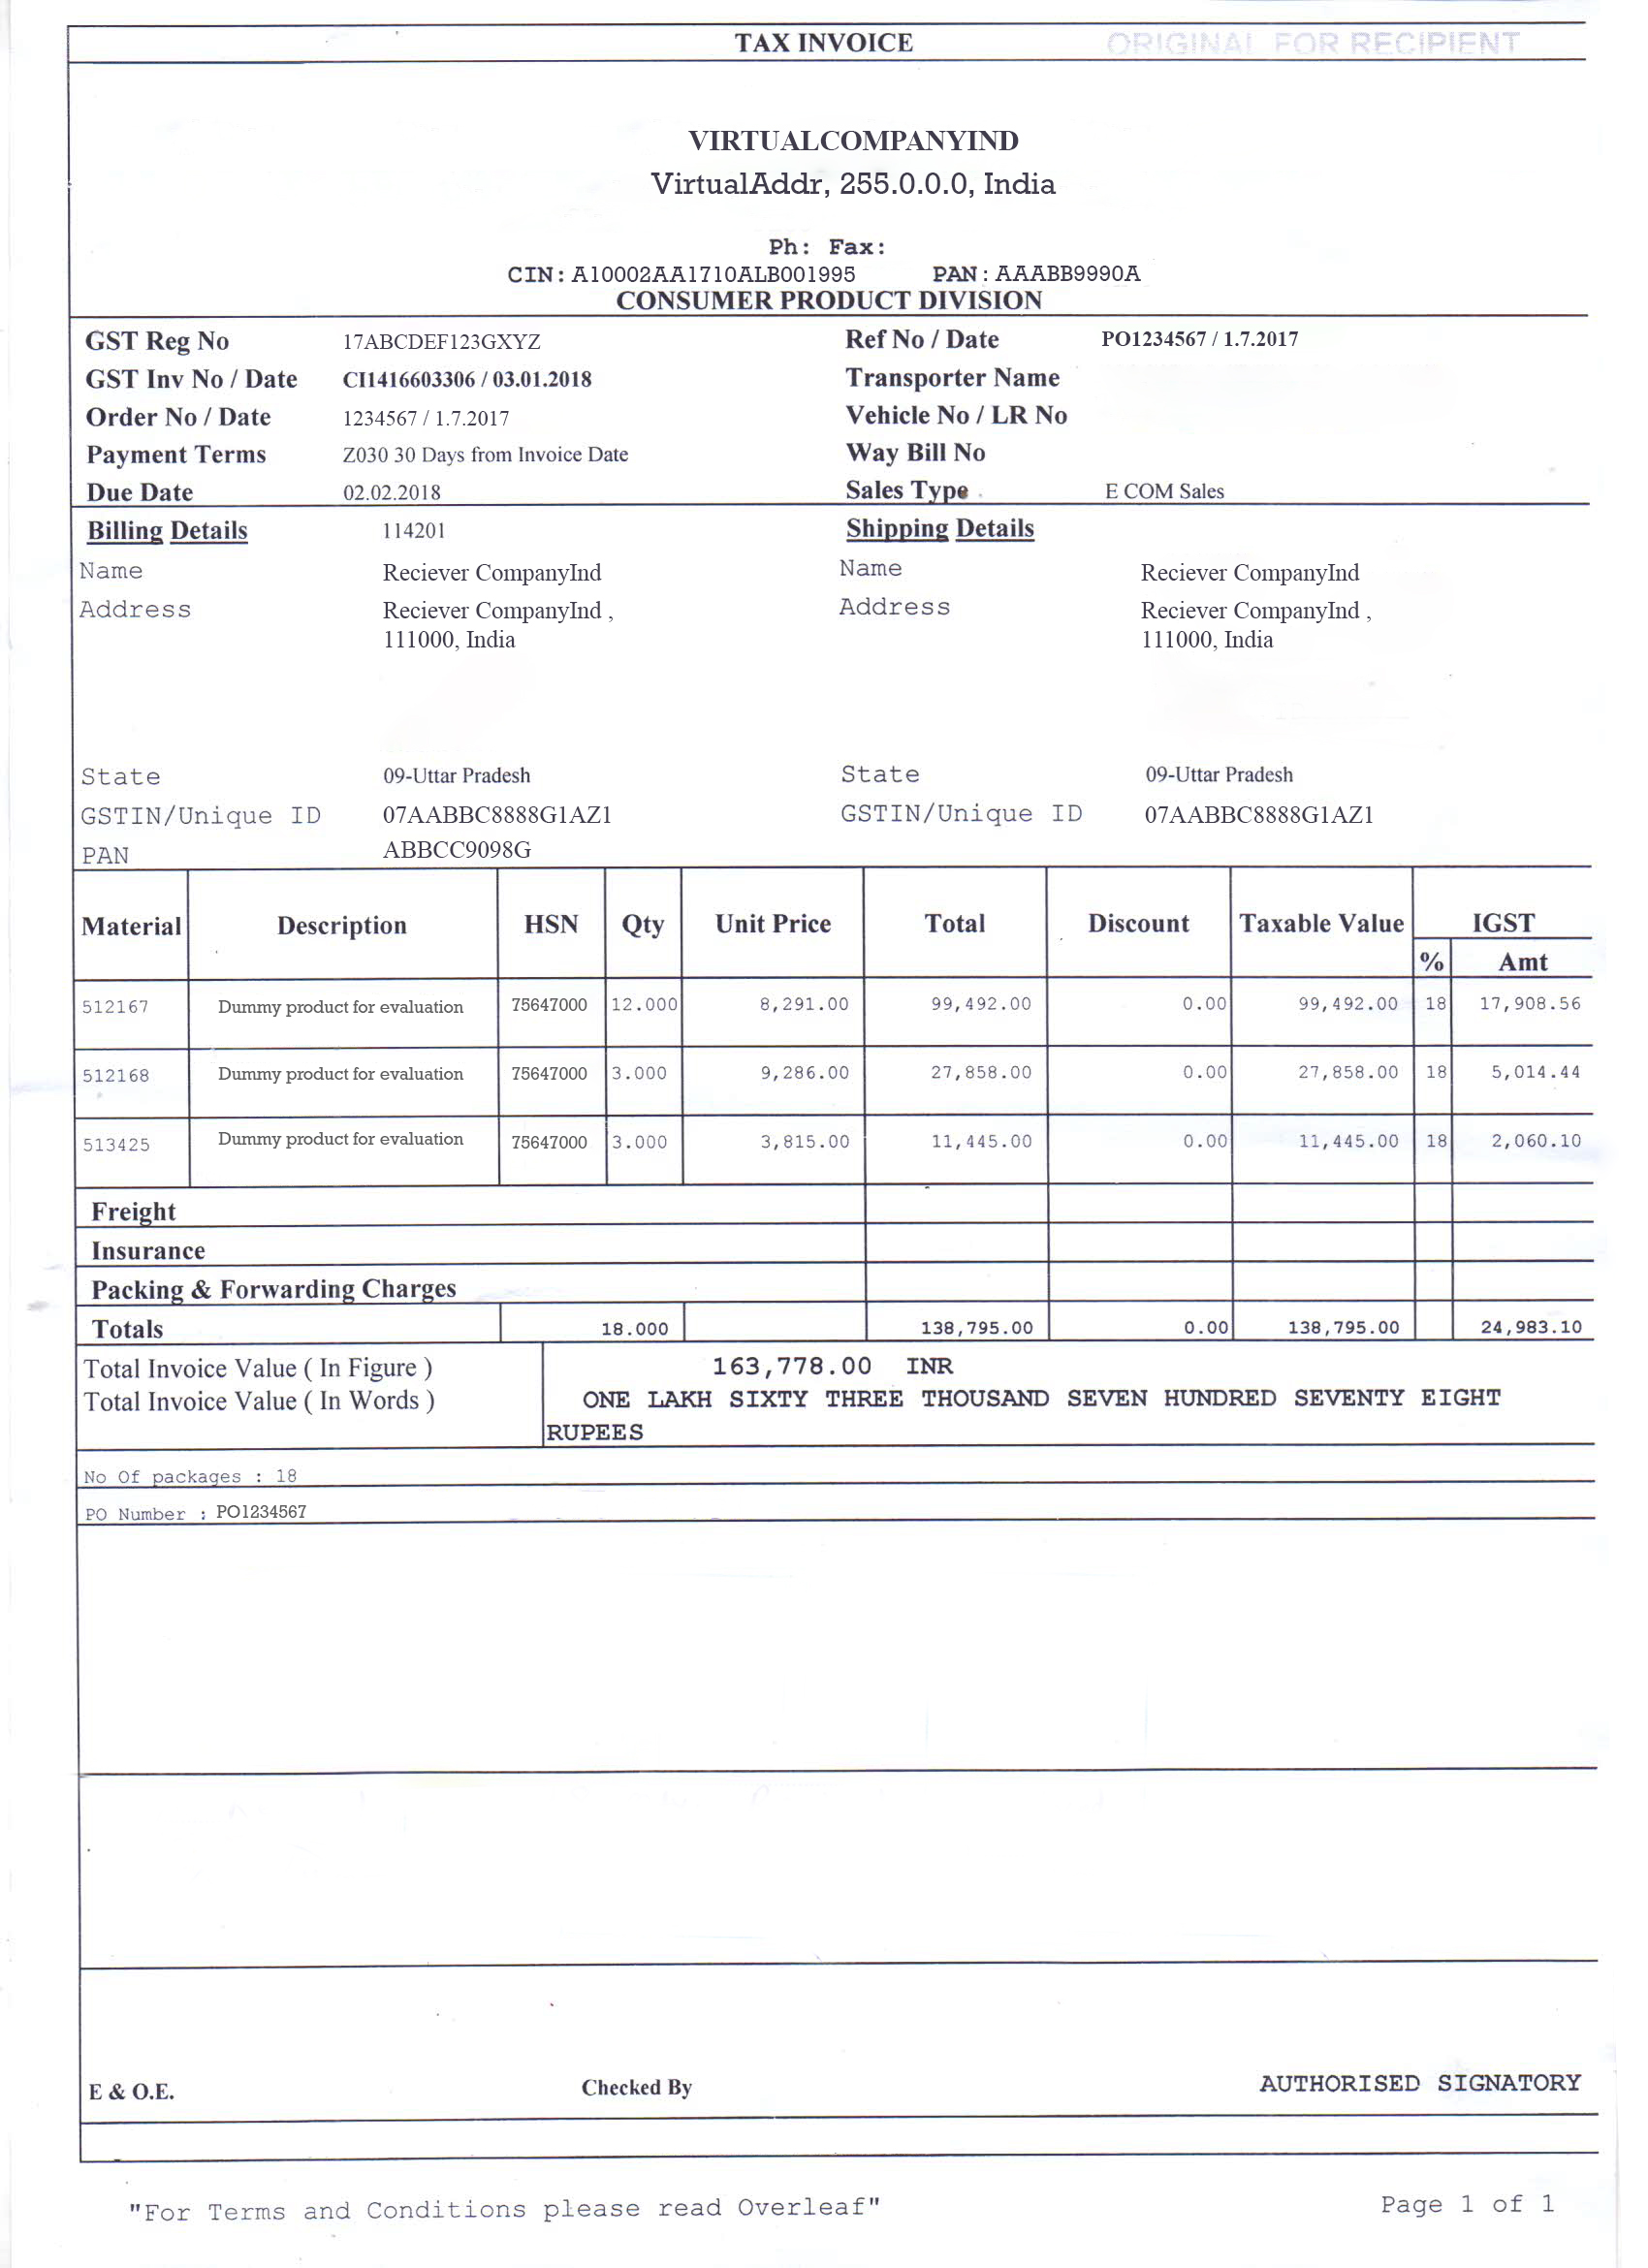 TAX INVOICE ORIGINAL FOR RECIPIENT
VIRTUALCOMPANYIND
VirtualAddr, 255.0.0.0, India
Ph: Fax:
CIN: A10002AA1710ALB001995 PAN: AAABB9990A
CONSUMER PRODUCT DIVISION
GST Reg No 17ABCDEF123GXYZ Ref No / Date PO1234567 / 1.7.2017
GST Inv No / Date CI1416603306 / 03.01.2018 Transporter Name
Order No / Date 1234567 / 1.7.2017 Vehicle No / LR No
Payment Terms Z030 30 Days from Invoice Date Way Bill No
Due Date 02.02.2018 Sales Type E COM Sales
Billing Details 114201 Shipping Details
Name Reciever CompanyInd Name Reciever CompanyInd
Address Reciever CompanyInd , Address Reciever CompanyInd ,
111000, India 111000, India
State 09-Uttar Pradesh State 09-Uttar Pradesh
GSTIN/Unique ID 07AABBC8888G1AZ1 GSTIN/Unique ID 07AABBC8888G1AZ1
PAN ABBCC9098G
Material Description HSN Qty Unit Price Total Discount Taxable Value IGST
% Amt
512167 Dummy product for evaluation 75647000 12.000 8,291.00 99,492.00 0.00 99,492.00 18 17,908.56
512168 Dummy product for evaluation 75647000 3.000 9,286.00 27,858.00 0.00 27,858.00 18 5,014.44
513425 Dummy product for evaluation 75647000 3.000 3,815.00 11,445.00 0.00 11,445.00 18 2,060.10
Freight
Insurance
Packing & Forwarding Charges
Totals 18.000 138,795.00 0.00 138,795.00 24,983.10
Total Invoice Value ( In Figure ) 163,778.00 INR
Total Invoice Value ( In Words ) ONE LAKH SIXTY THREE THOUSAND SEVEN HUNDRED SEVENTY EIGHT
RUPEES
No Of packages : 18
PO Number : PO1234567
E & O.E. Checked By AUTHORISED SIGNATORY
"For Terms and Conditions please read Overleaf" Page 1 of 1